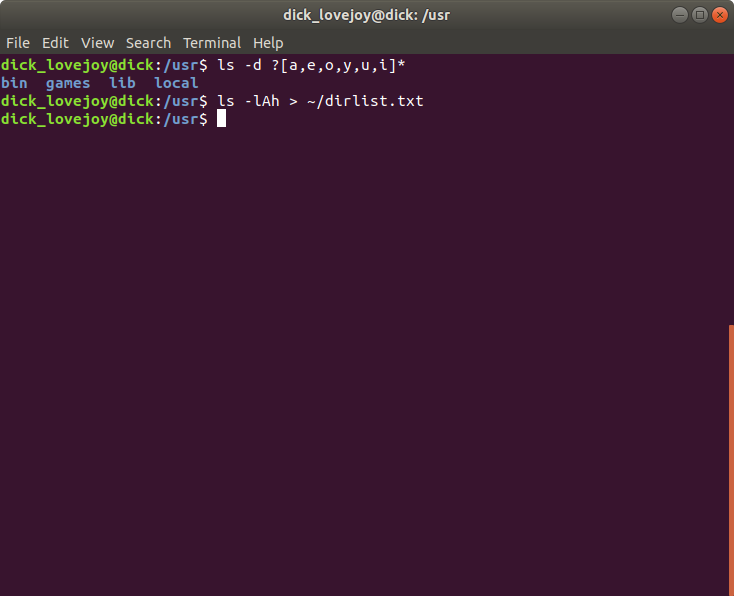 dick_lovejoy@dick: /usr
File Edit View Search Terminal Help
dick_lovejoy@dick:/usr$ ls -d ?[a,e,o,y,u,i]*
bin  games  lib  local
dick_lovejoy@dick:/usr$ ls -lAh > ~/dirlist.txt
dick_lovejoy@dick:/usr$